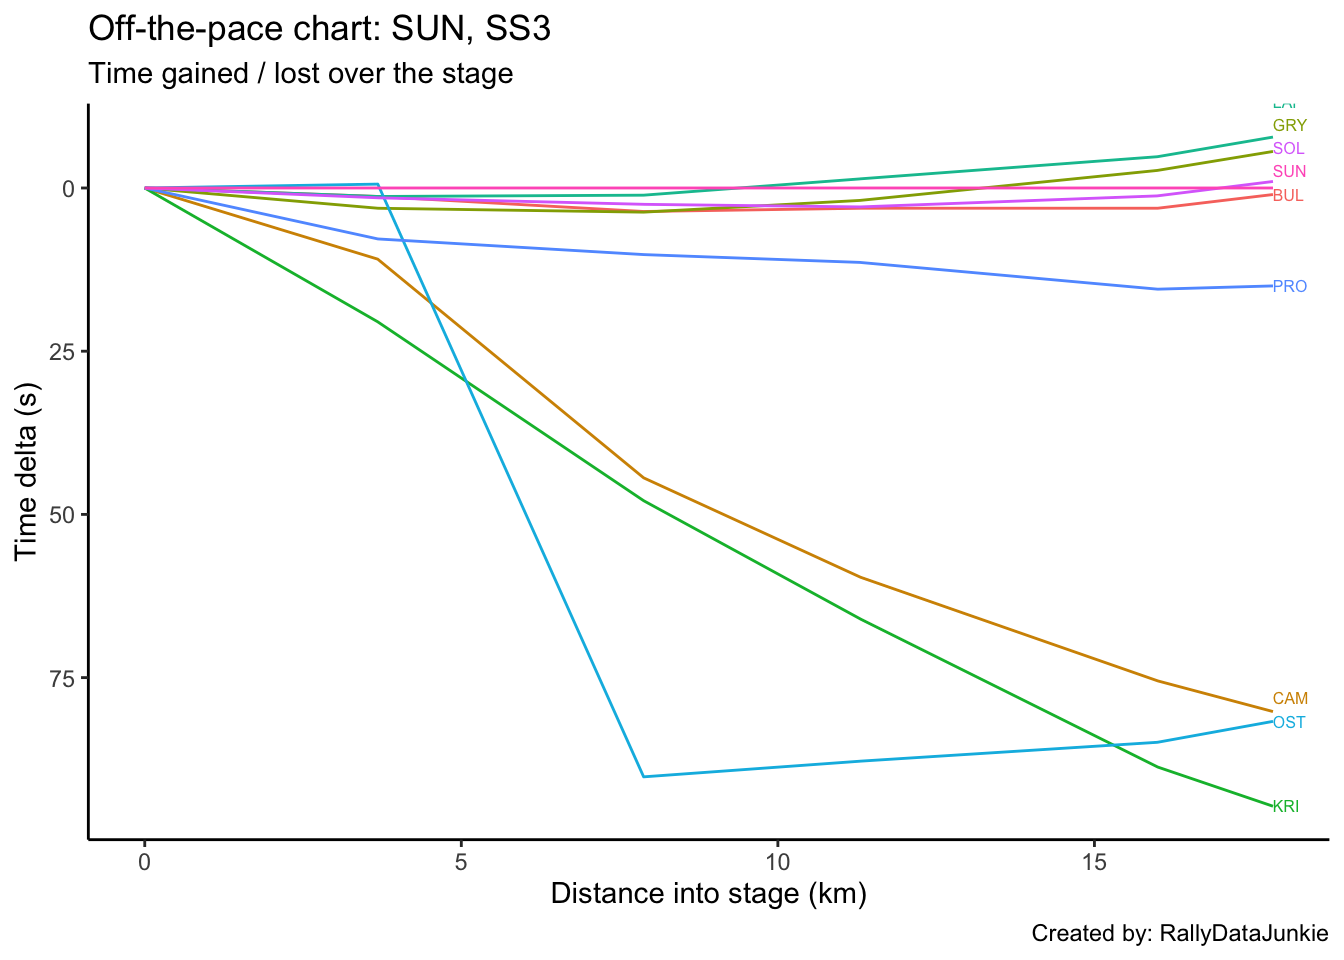 Off-the-pace chart: SUN, SS3
Time gained / lost over the stage
GRY
SOL
SUN
BUL
PRO
CAM
OST
KRI
0
25
50
75
Time delta (s)
0 5 10 15
Distance into stage (km)
Created by: RallyDataJunkie